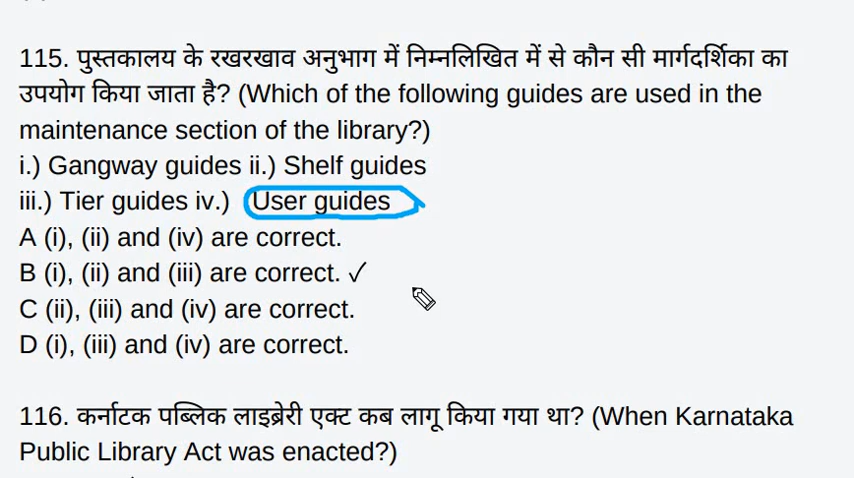 115. पुस्तकालय के रखरखाव अनुभाग में निम्नलिखित में से कौन सी मार्गदर्शिका का
उपयोग किया जाता है? (Which of the following guides are used in the
maintenance section of the library?)
i.) Gangway guides ii.) Shelf guides
iii.) Tier guides iv.) User guides
A (i), (ii) and (iv) are correct.
B (i), (ii) and (iii) are correct. ✓
C (ii), (iii) and (iv) are correct.
D (i), (iii) and (iv) are correct.
116. कर्नाटक पब्लिक लाइब्रेरी एक्ट कब लागू किया गया था? (When Karnataka
Public Library Act was enacted?)